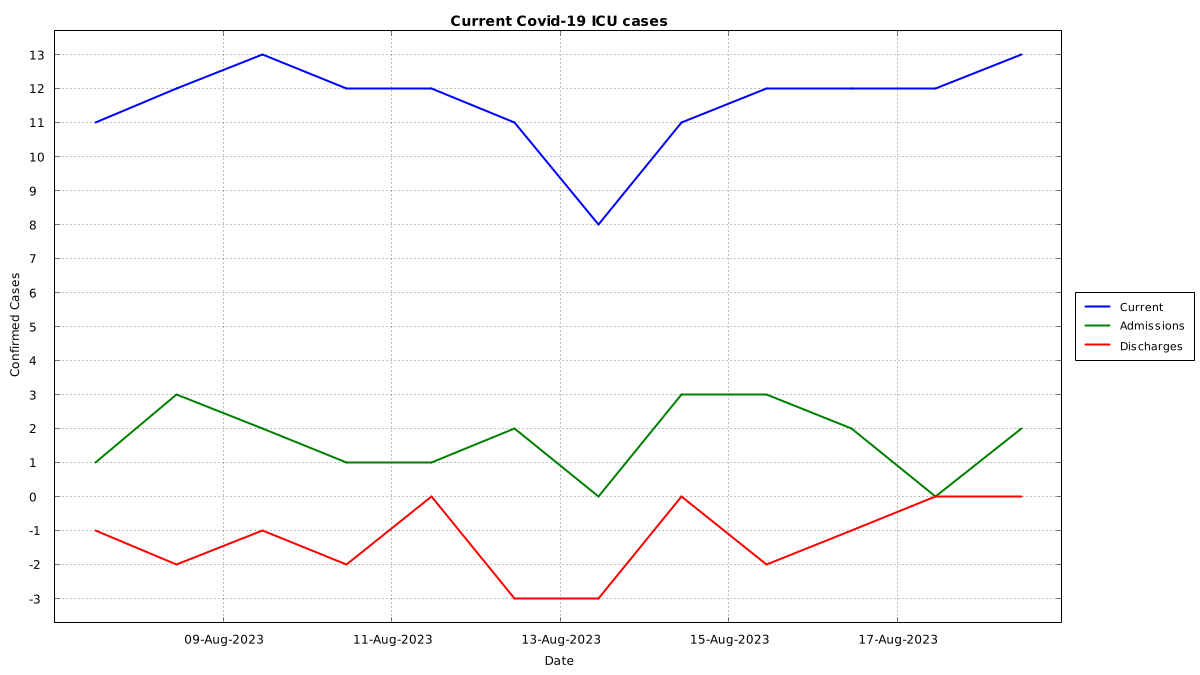 Current Covid-19 ICU cases
13
12
11
10
9
8
7
6
5
4
3
2
1
0
-1
-2
-3
Confirmed Cases
09-Aug-2023 11-Aug-2023 13-Aug-2023 15-Aug-2023 17-Aug-2023
Date
Current
Admissions
Discharges